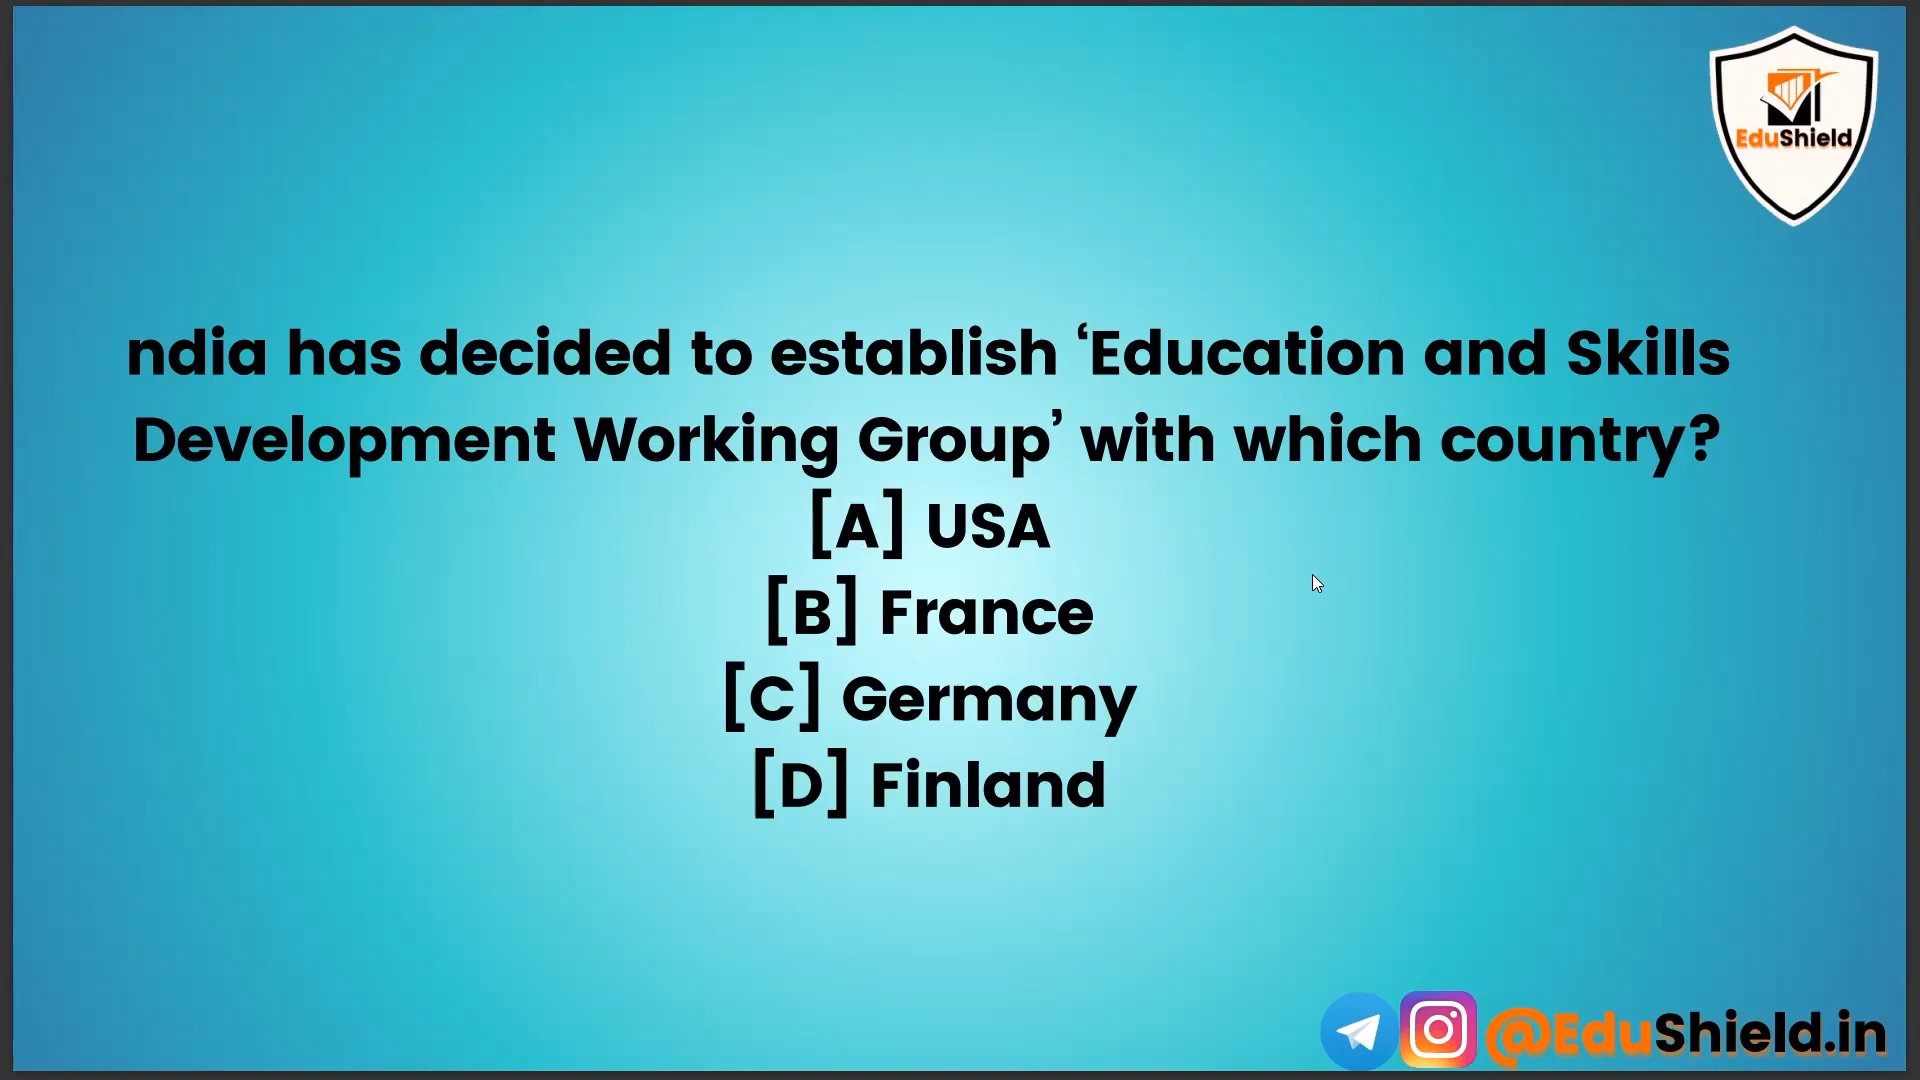 EduShield
ndia has decided to establish ‘Education and Skills
Development Working Group’ with which country?
[A] USA
[B] France
[C] Germany
[D] Finland
@EduShield.in